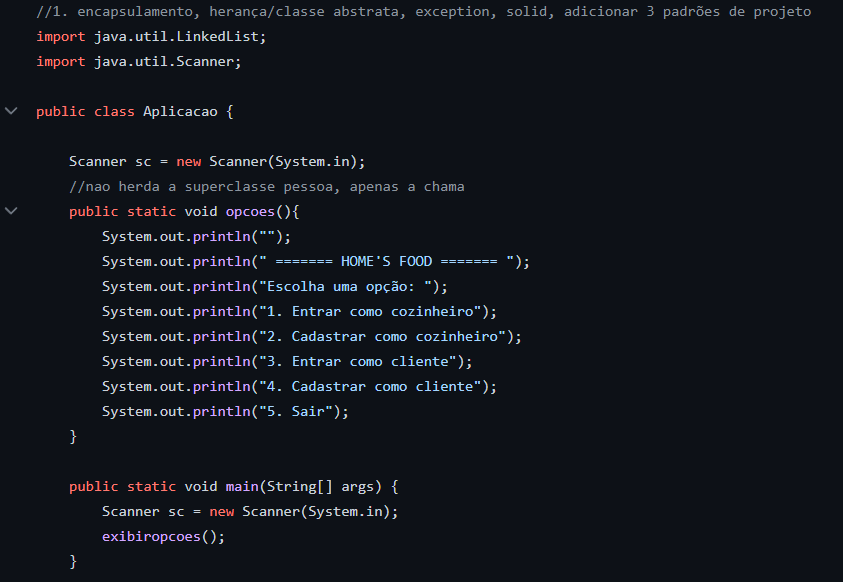 //1. encapsulamento, herança/classe abstrata, exception, solid, adicionar 3 padrões de projeto
import java.util.LinkedList;
import java.util.Scanner;
public class Aplicacao {
Scanner sc = new Scanner(System.in);
//nao herda a superclasse pessoa, apenas a chama
public static void opcoes(){
System.out.println("");
System.out.println(" ======= HOME'S FOOD ======= ");
System.out.println("Escolha uma opção: ");
System.out.println("1. Entrar como cozinheiro");
System.out.println("2. Cadastrar como cozinheiro");
System.out.println("3. Entrar como cliente");
System.out.println("4. Cadastrar como cliente");
System.out.println("5. Sair");
}
public static void main(String[] args) {
Scanner sc = new Scanner(System.in);
exibiropcoes();
}